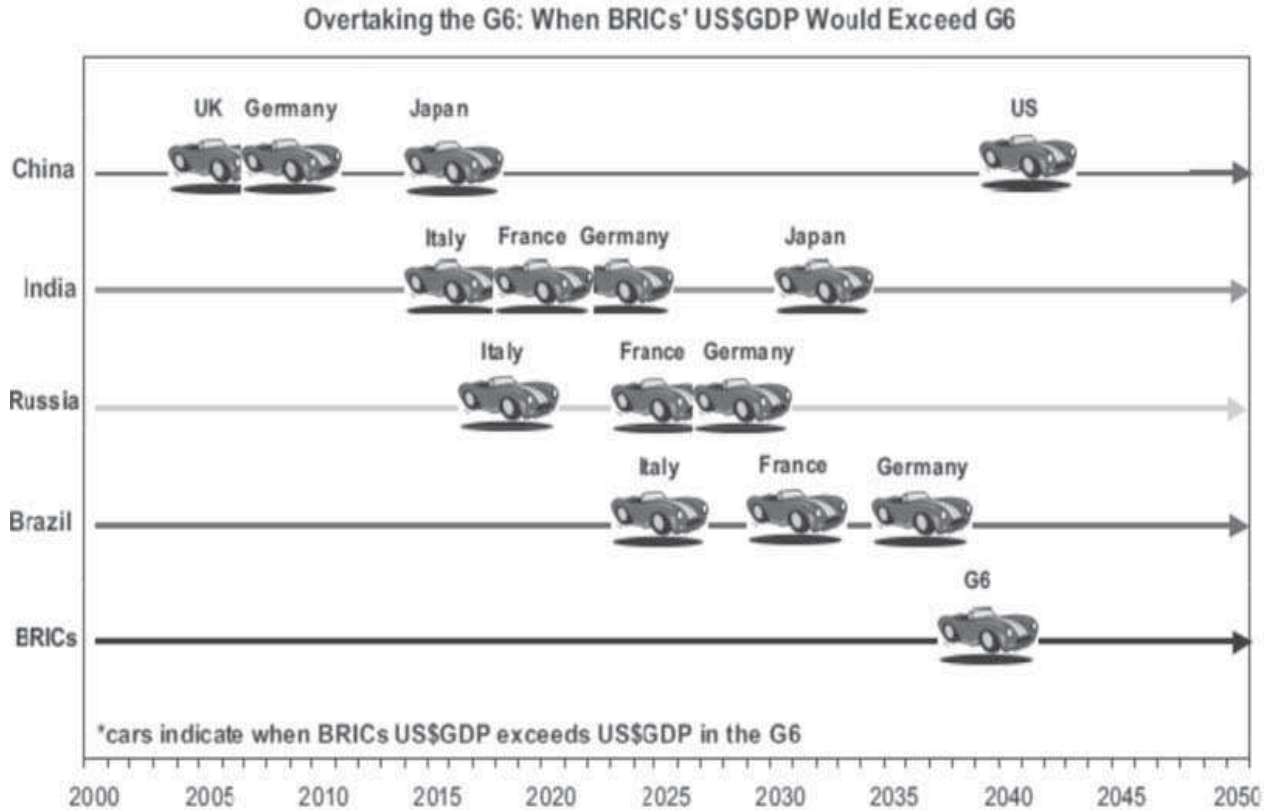 Overtaking the G6: When BRICs' US$GDP Would Exceed G6
UK Germany Japan US
China
Italy France Germany Japan
India
Italy France Germany
Russia
Italy France Germany
Brazil
G6
BRICs
*cars indicate when BRICs US$GDP exceeds US$GDP in the G6
2000 2005 2010 2015 2020 2025 2030 2035 2040 2045 2050